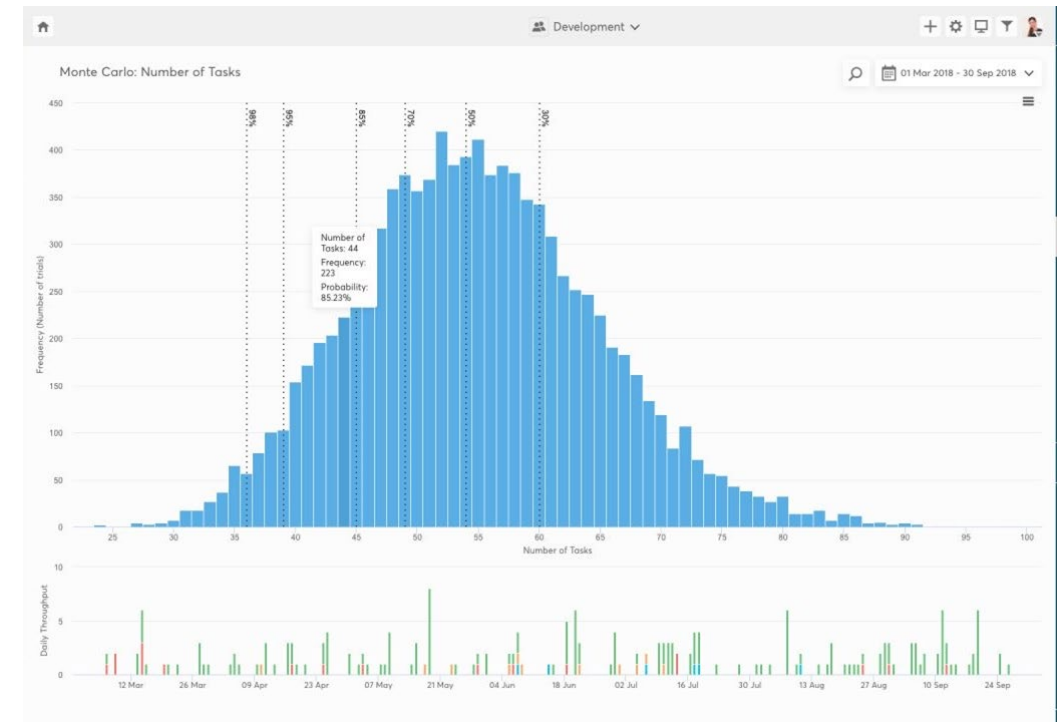 Development
Monte Carlo: Number of Tasks
01 Mar 2018 - 30 Sep 2018
450
400
350
300
250
200
150
100
50
0
Frequency (Number of trials)
98%
95%
85%
70%
50%
30%
Number of
Tasks: 44
Frequency:
223
Probability:
85.23%
25 30 35 40 45 50 55 60 65 70 75 80 85 90 95 100
Number of Tasks
10
5
0
Daily Throughput
12 Mar 26 Mar 09 Apr 23 Apr 07 May 21 May 04 Jun 18 Jun 02 Jul 16 Jul 30 Jul 13 Aug 27 Aug 10 Sep 24 Sep